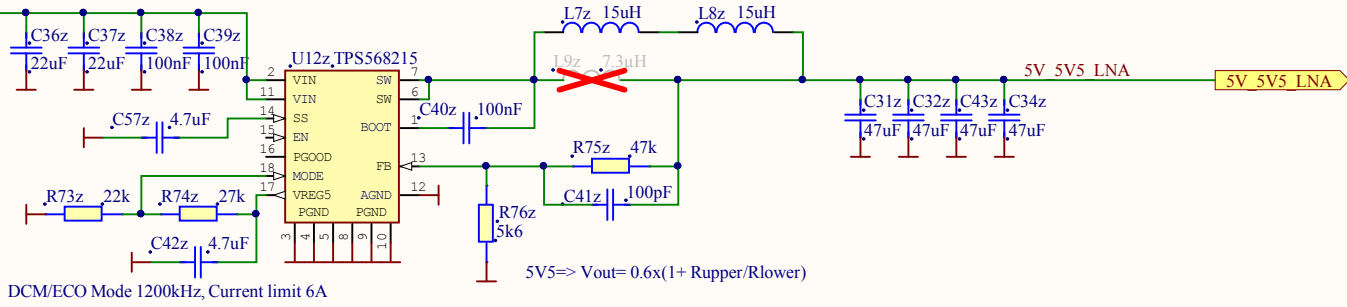 L7z 15uH L8z 15uH
C36z C37z C38z C39z
22uF 22uF 100nF 100nF
U12z TPS568215
L9z 7.3uH
2 VIN SW 7
11 VIN SW 6
14 SS
15 EN BOOT 1
16 PGOOD
18 MODE FB 13
17 VREG5 AGND 12
PGND PGND
3 4 5 8 9 10
C57z 4.7uF
C40z 100nF
R73z 22k R74z 27k
C42z 4.7uF
R75z 47k
C41z 100pF
R76z
5k6
5V_5V5_LNA
5V_5V5_LNA
C31z C32z C43z C34z
47uF 47uF 47uF 47uF
5V5=> Vout= 0.6x(1+ Rupper/Rlower)
DCM/ECO Mode 1200kHz, Current limit 6A